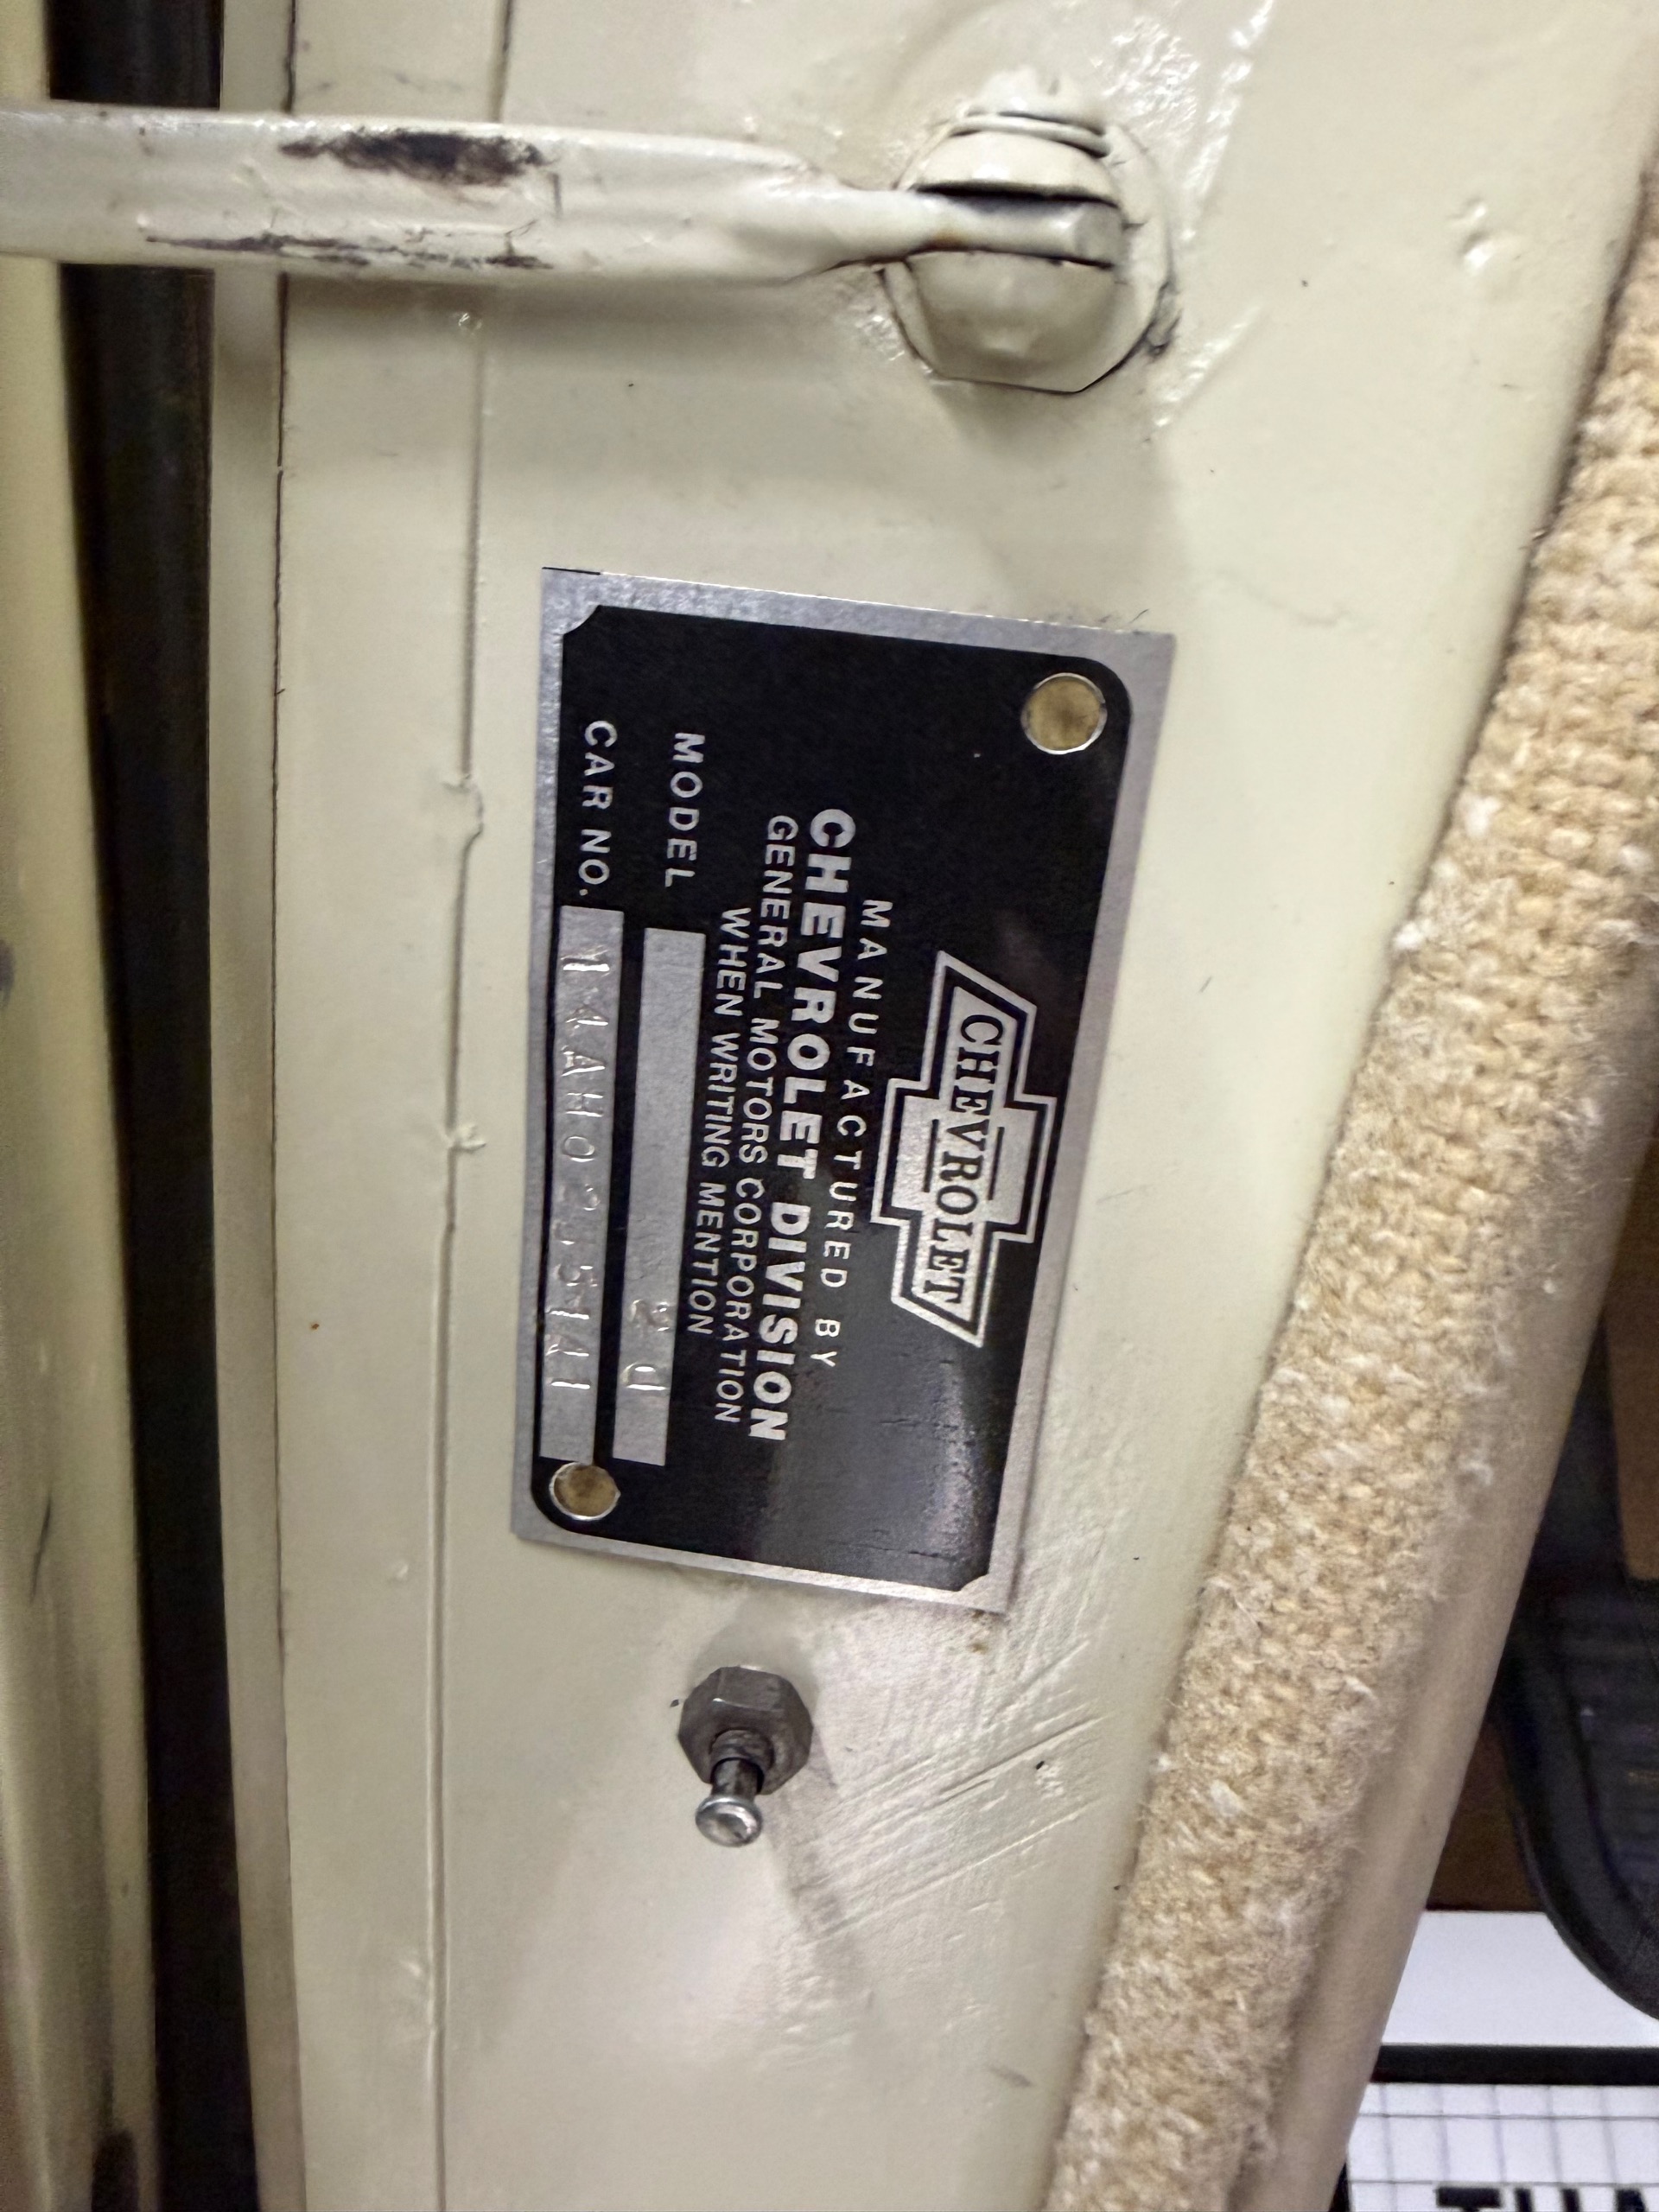 CHEVROLET
MANUFACTURED BY
CHEVROLET DIVISION
GENERAL MOTORS CORPORATION
WHEN WRITING MENTION
MODEL
CAR NO.